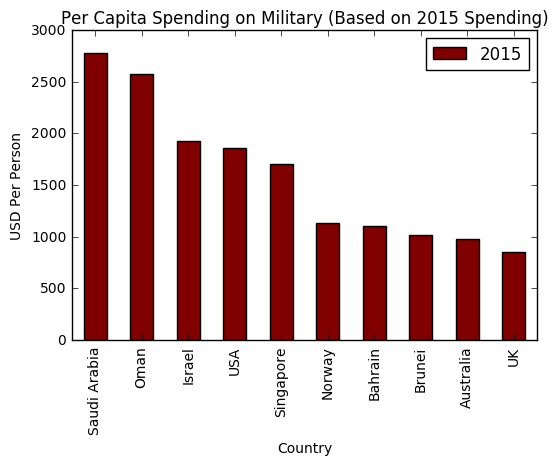 Per Capita Spending on Military (Based on 2015 Spending)
2015
USD Per Person
3000
2500
2000
1500
1000
500
0
Saudi Arabia
Oman
Israel
USA
Singapore
Norway
Bahrain
Brunei
Australia
UK
Country